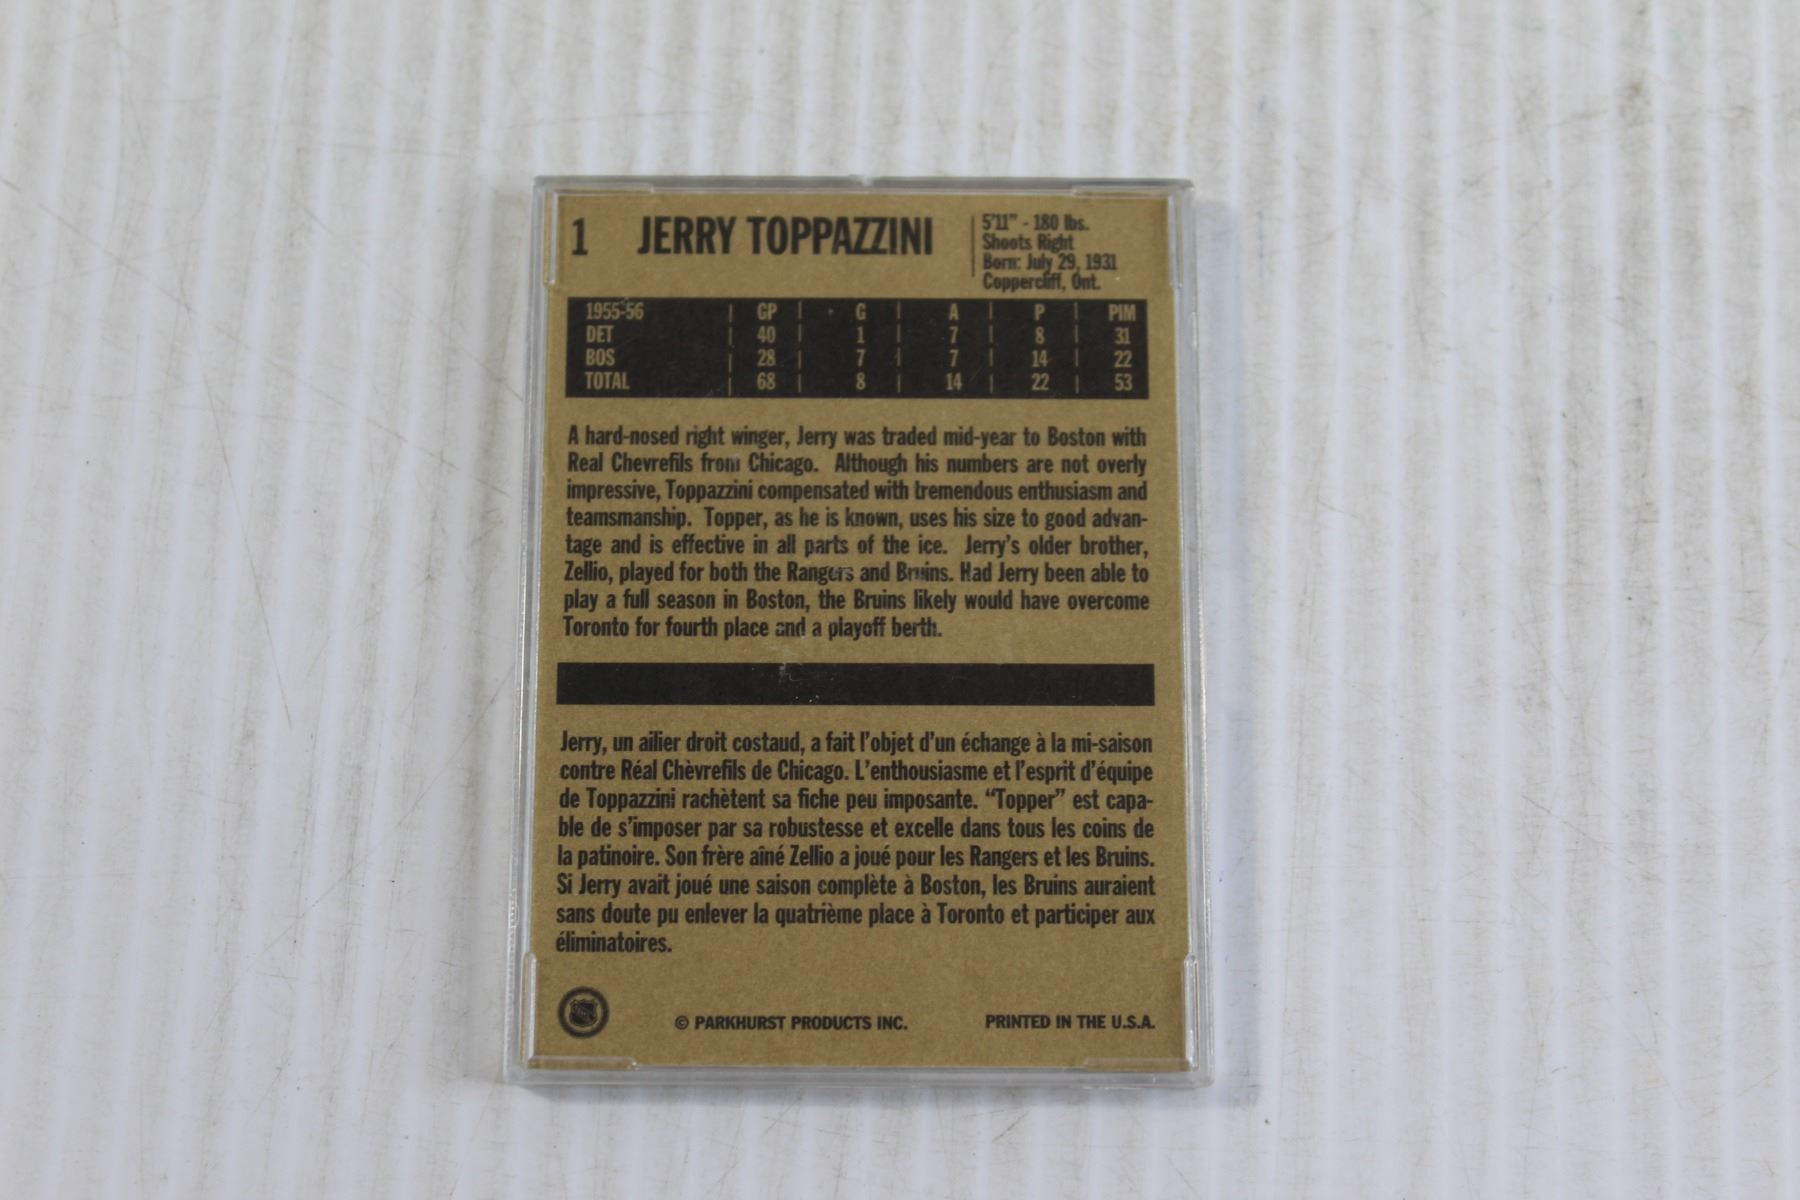 1 JERRY TOPPAZZINI
5'11" - 180 lbs.
Shoots Right
Born: July 29, 1931
Coppercliff, Ont.
1955-56 GP G A P PIM
DET 40 1 7 8 31
BOS 28 7 7 14 22
TOTAL 68 8 14 22 53
A hard-nosed right winger, Jerry was traded mid-year to Boston with
Real Chevrefils from Chicago. Although his numbers are not overly
impressive, Toppazzini compensated with tremendous enthusiasm and
teamsmanship. Topper, as he is known, uses his size to good advan-
tage and is effective in all parts of the ice. Jerry's older brother,
Zellio, played for both the Rangers and Bruins. Had Jerry been able to
play a full season in Boston, the Bruins likely would have overcome
Toronto for fourth place and a playoff berth.
Jerry, un ailier droit costaud, a fait l'objet d'un échange à la mi-saison
contre Réal Chèvrefils de Chicago. L'enthousiasme et l'esprit d'équipe
de Toppazzini rachètent sa fiche peu imposante. "Topper" est capa-
ble de s'imposer par sa robustesse et excelle dans tous les coins de
la patinoire. Son frère aîné Zellio a joué pour les Rangers et les Bruins.
Si Jerry avait joué une saison complète à Boston, les Bruins auraient
sans doute pu enlever la quatrième place à Toronto et participer aux
éliminatoires.
© PARKHURST PRODUCTS INC. PRINTED IN THE U.S.A.